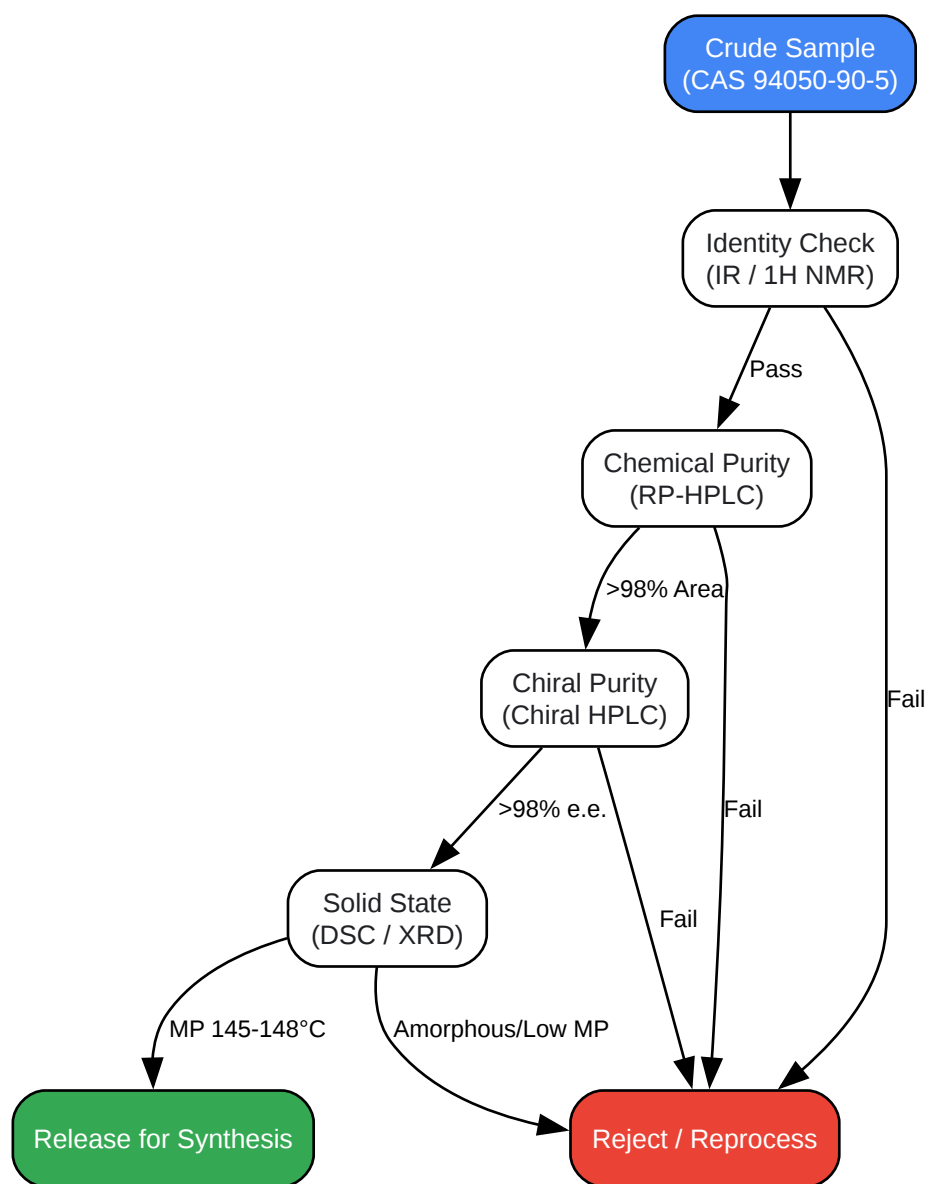 Crude Sample
(CAS 94050-90-5)
Identity Check
(IR / 1H NMR)
Pass
Chemical Purity
(RP-HPLC)
>98% Area
Chiral Purity
(Chiral HPLC)
Fail
>98% e.e.
Fail
Solid State
(DSC / XRD)
Fail
MP 145-148°C
Amorphous/Low MP
Release for Synthesis
Reject / Reprocess